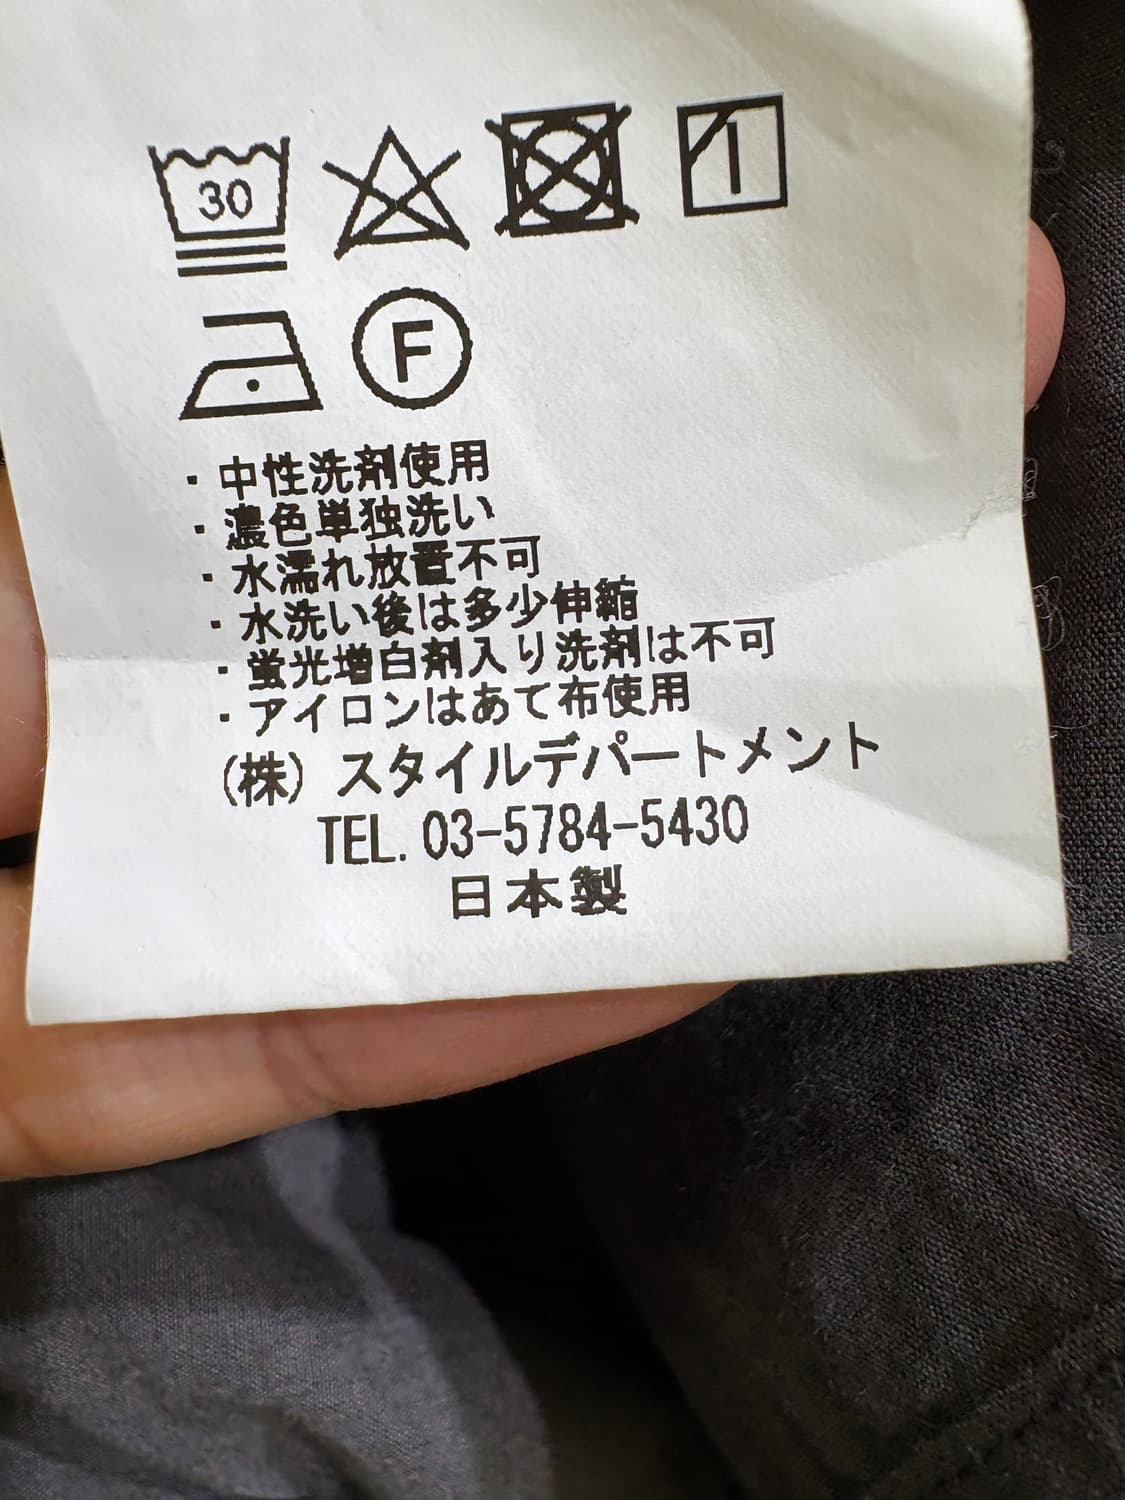 30
F
・中性洗剤使用
・濃色単独洗い
・水濡れ放置不可
・水洗い後は多少伸縮
・蛍光増白剤入り洗剤は不可
・アイロンはあて布使用
(株) スタイルデパートメント
TEL. 03-5784-5430
日本製